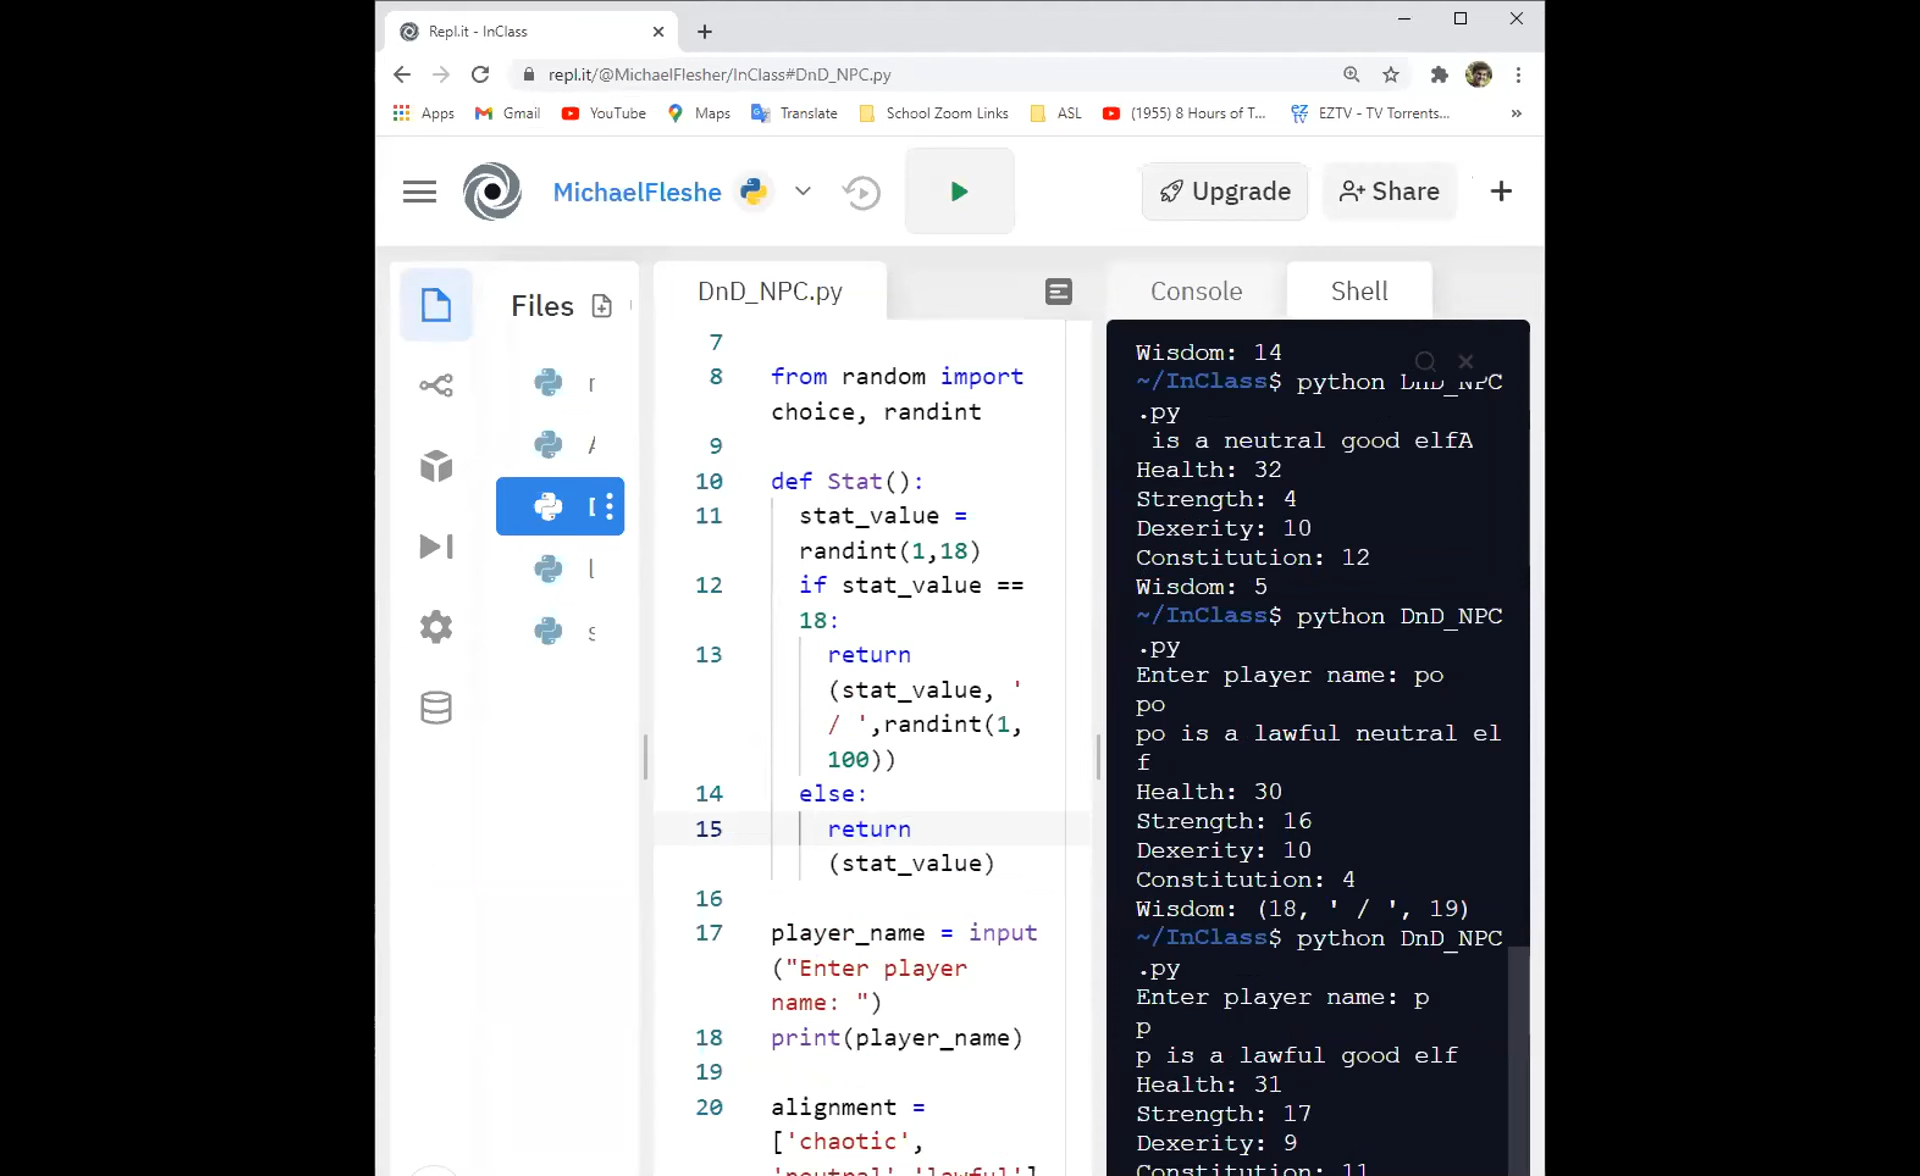 Repl.it - InClass
repl.it/@MichaelFlesher/InClass#DnD_NPC.py
Apps Gmail YouTube Maps Translate School Zoom Links ASL (1955) 8 Hours of T... EZTV - TV Torrents... »
MichaelFleshe Upgrade Share
Files
DnD_NPC.py
7
8 from random import
choice, randint
9
10 def Stat():
11 stat_value =
randint(1,18)
12 if stat_value ==
18:
13 return
(stat_value, '
/ ',randint(1,
100))
14 else:
15 return
(stat_value)
16
17 player_name = input
("Enter player
name: ")
18 print(player_name)
19
20 alignment =
['chaotic',
'neutral','lawful']
Console Shell
Wisdom: 14
~/InClass$ python DnD_NPC
.py
is a neutral good elfA
Health: 32
Strength: 4
Dexerity: 10
Constitution: 12
Wisdom: 5
~/InClass$ python DnD_NPC
.py
Enter player name: po
po
po is a lawful neutral el
f
Health: 30
Strength: 16
Dexerity: 10
Constitution: 4
Wisdom: (18, ' / ', 19)
~/InClass$ python DnD_NPC
.py
Enter player name: p
p
p is a lawful good elf
Health: 31
Strength: 17
Dexerity: 9
Constitution: 11